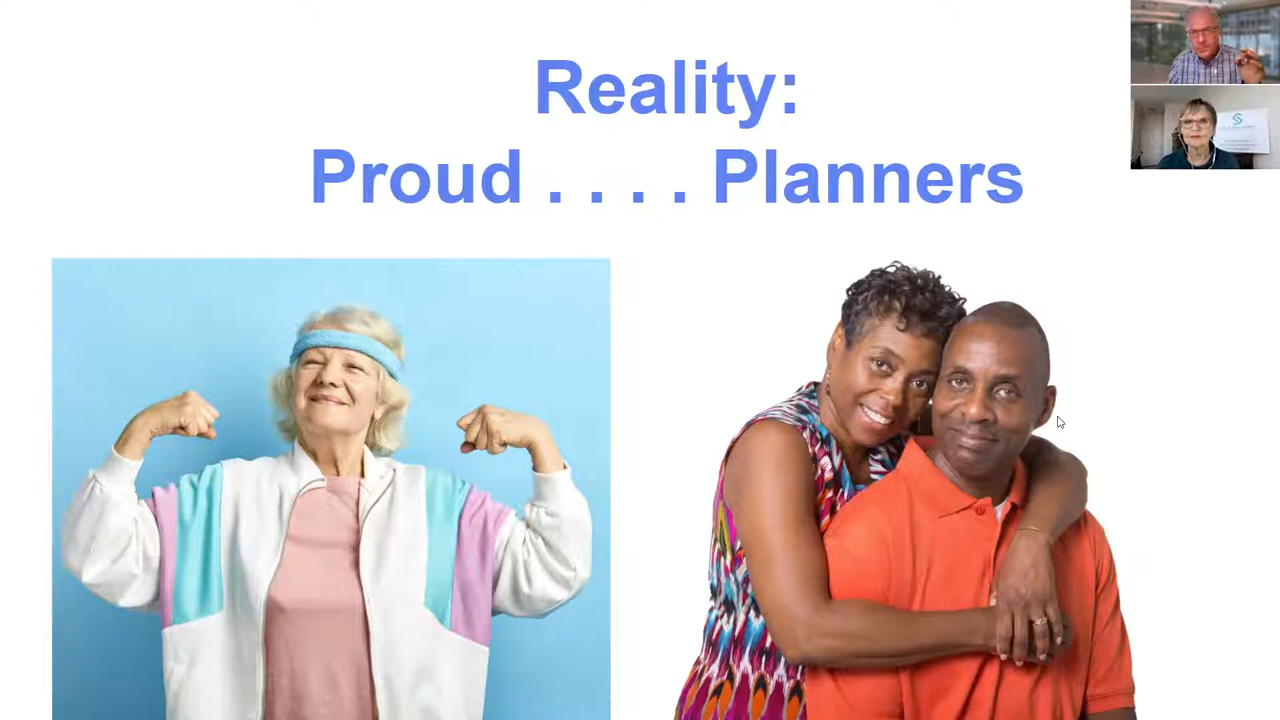 Reality:
Proud . . . . Planners